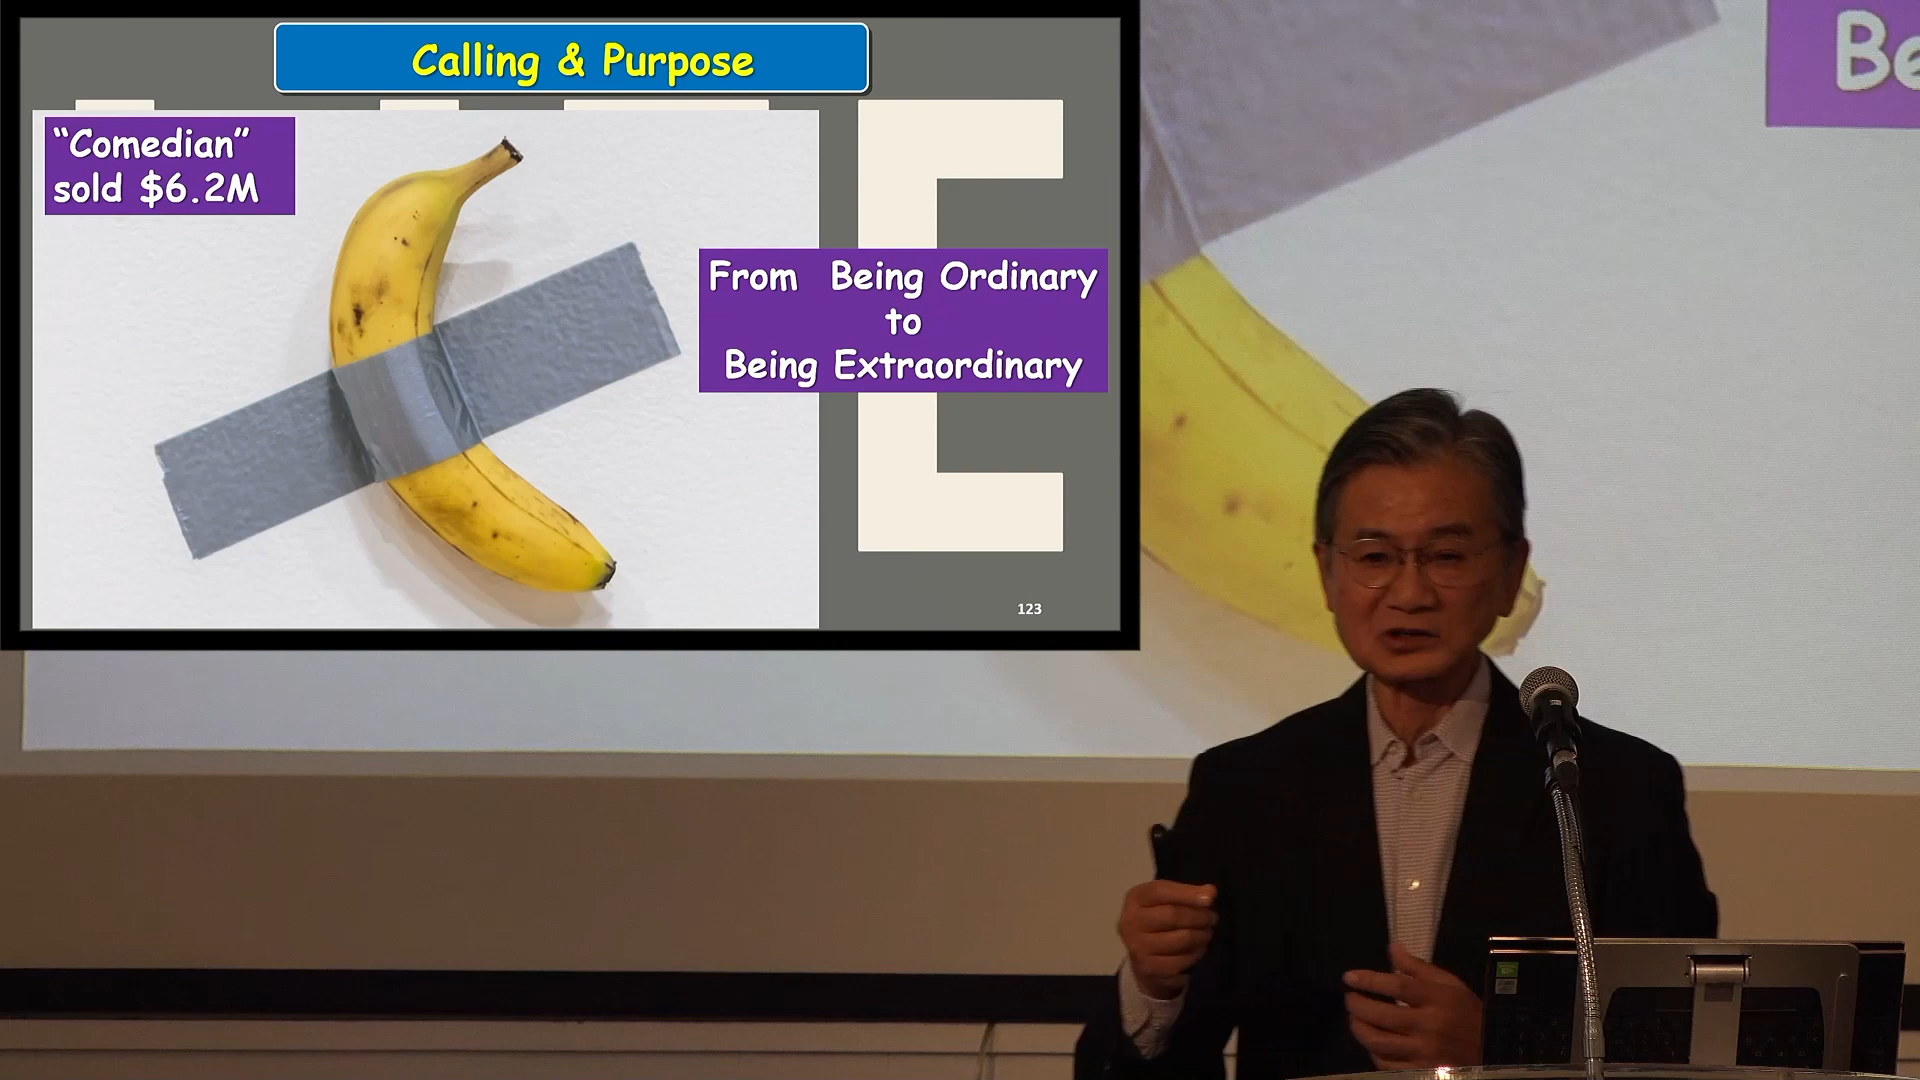 Calling & Purpose
“Comedian”
sold $6.2M
From Being Ordinary
to
Being Extraordinary
E
123
Be